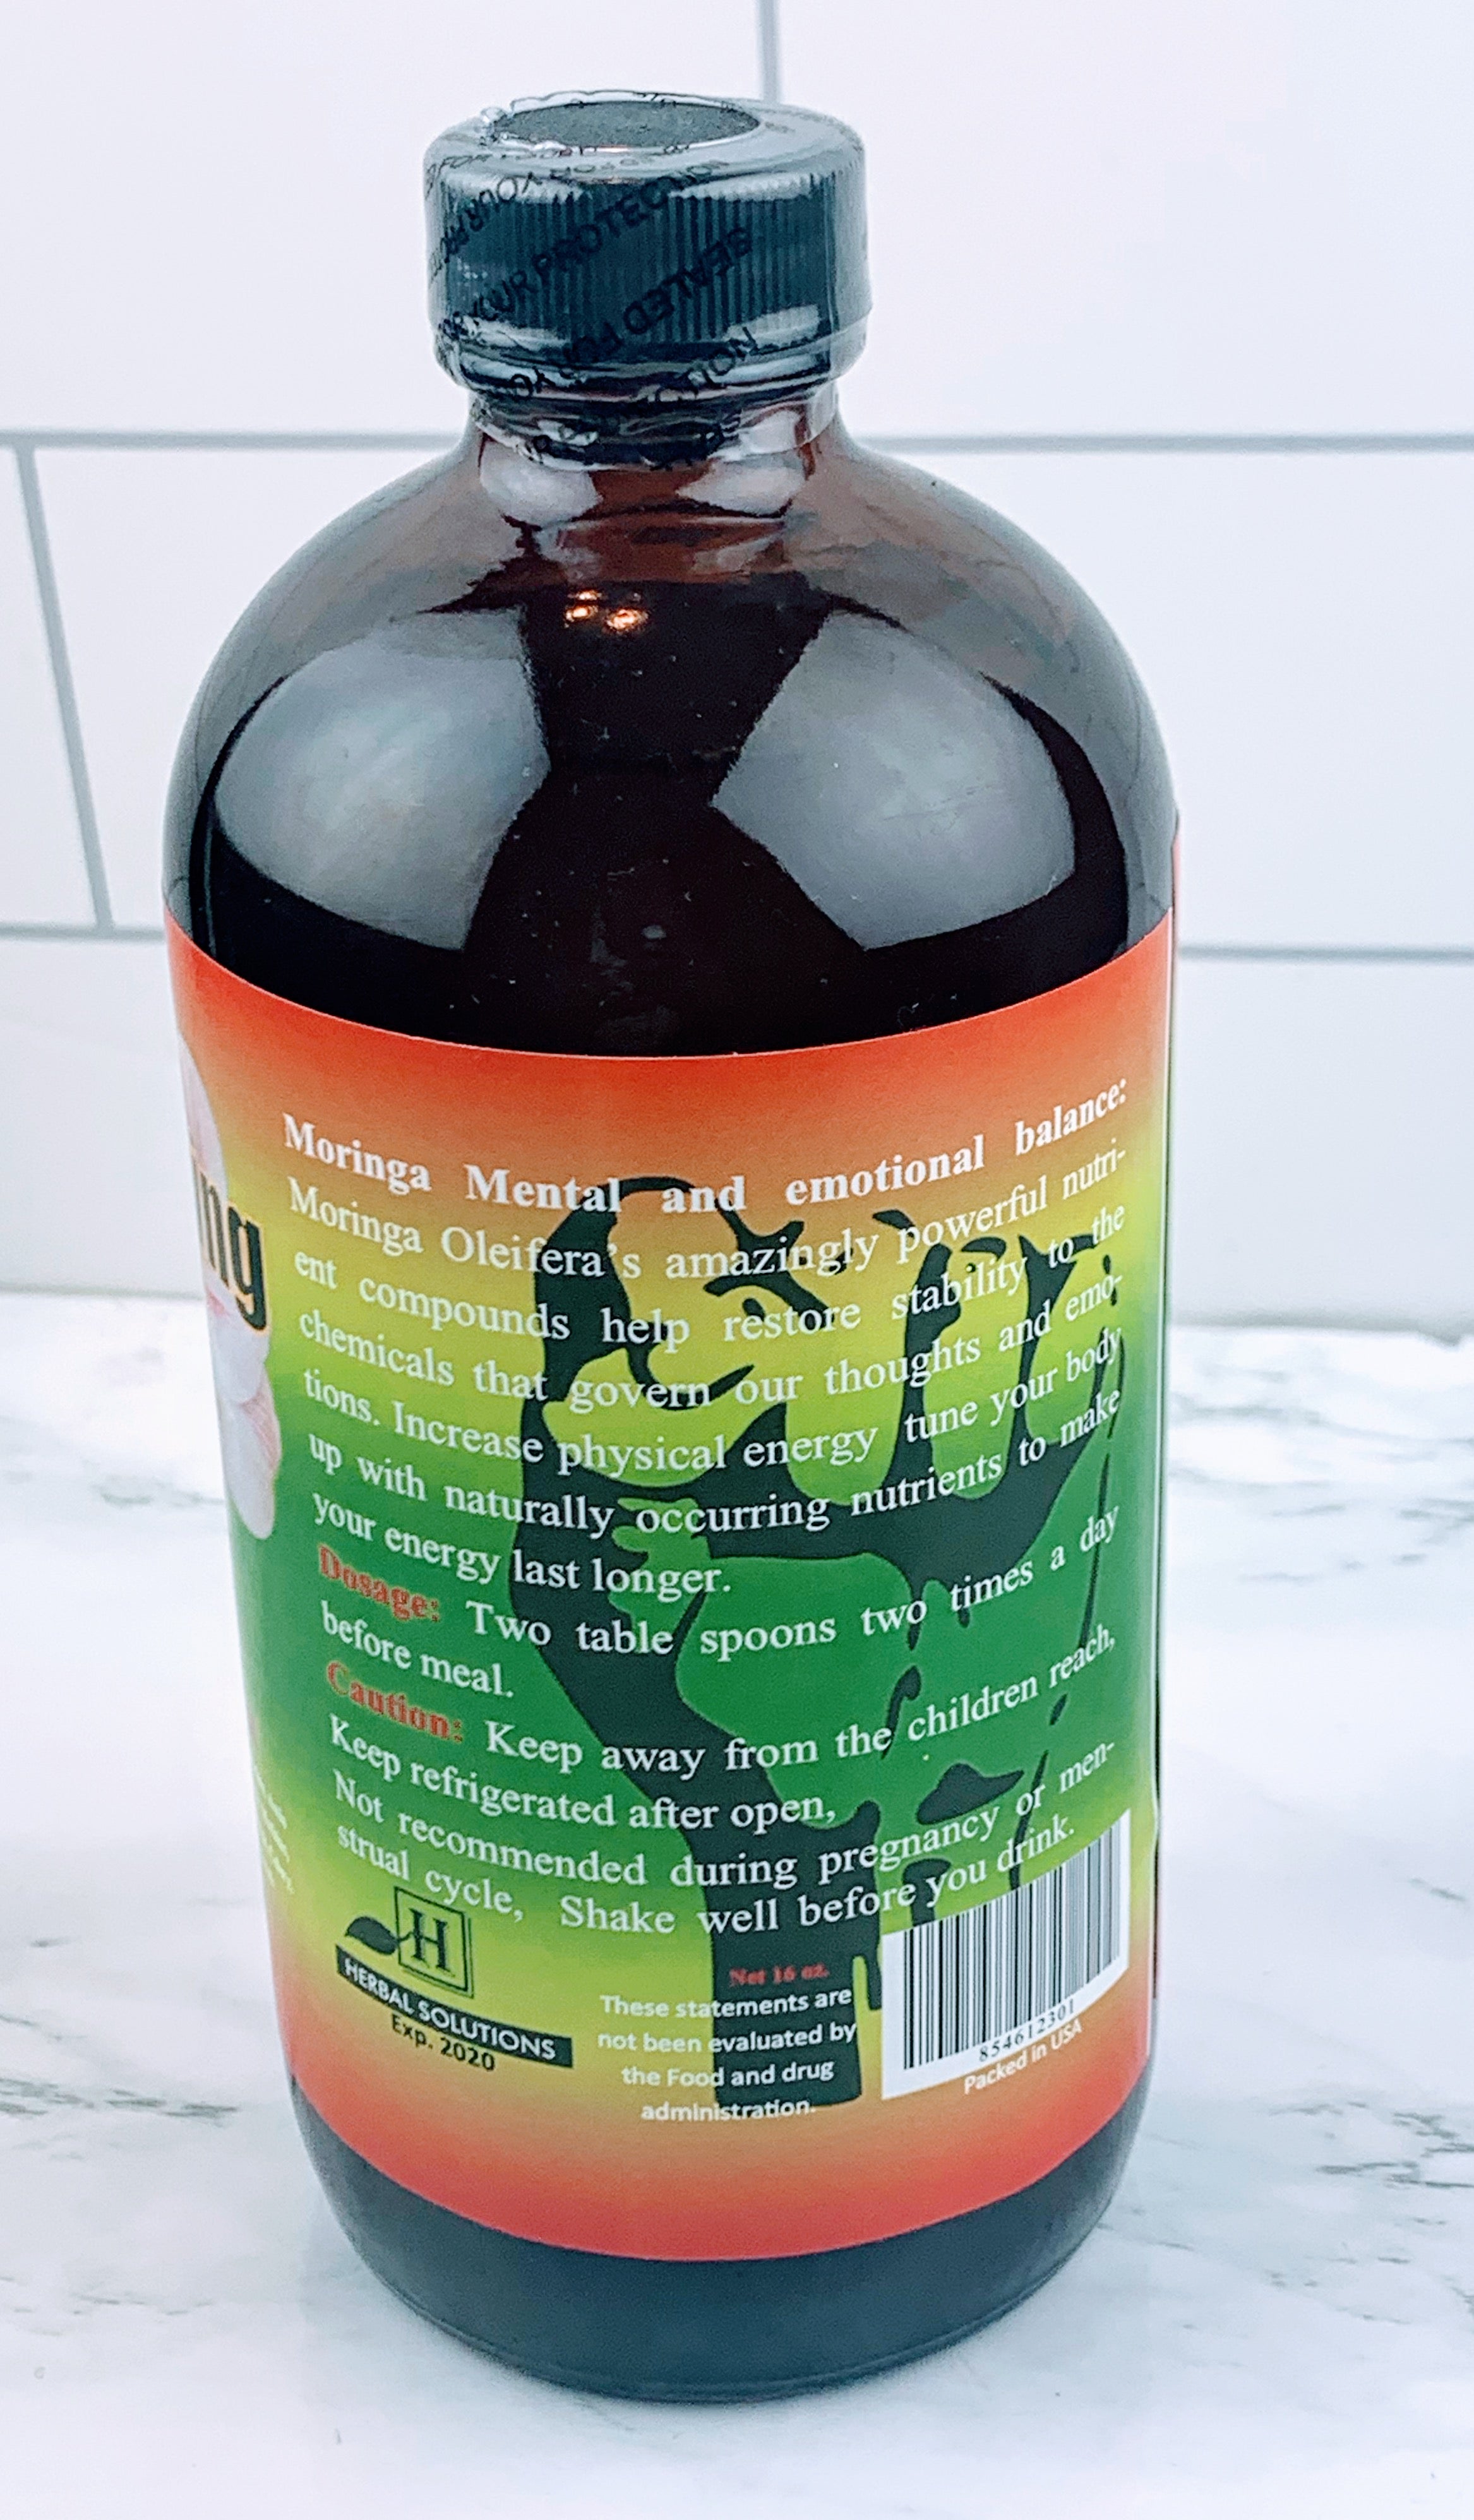 SEALED FOR YOUR PROTECTION
Moringa Mental and emotional balance:
Moringa Oleifera's amazingly powerful nutri-
ent compounds help restore stability to the
chemicals that govern our thoughts and emo-
tions. Increase physical energy tune your body
up with naturally occurring nutrients to make
your energy last longer.
Dosage: Two table spoons two times a day
before meal.
Caution: Keep away from the children reach,
Keep refrigerated after open,
Not recommended during pregnancy or men-
strual cycle, Shake well before you drink.
H
HERBAL SOLUTIONS
Exp. 2020
Net 16 oz.
These statements are
not been evaluated by
the Food and drug
administration.
854612301
Packed in USA